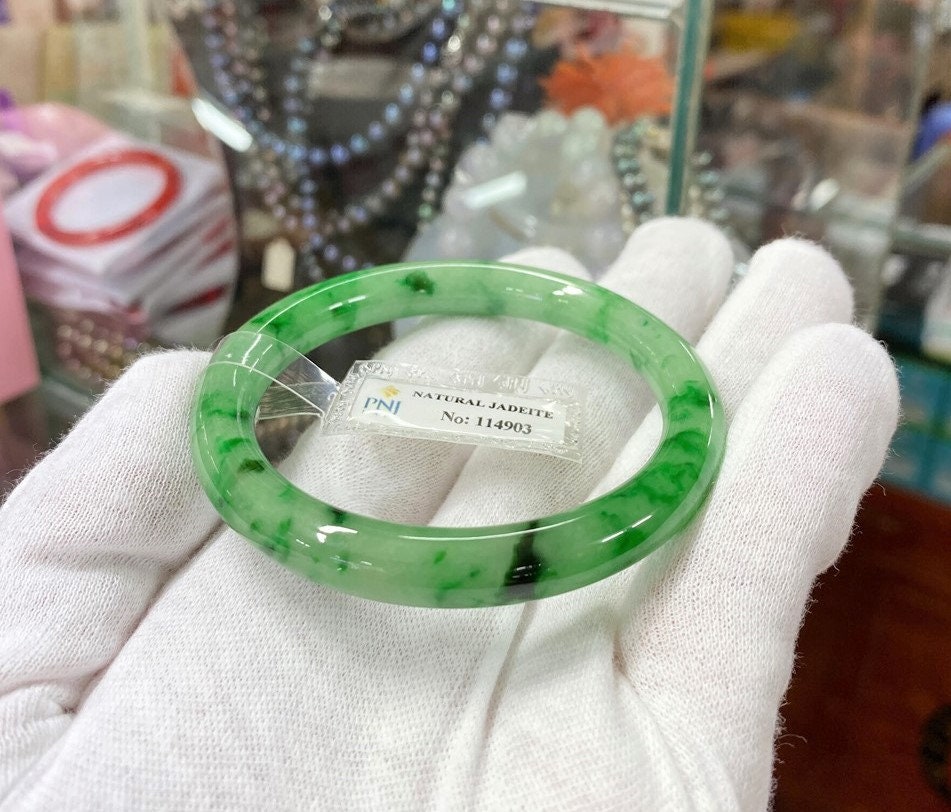 PNJ
NATURAL JADEITE
No: 114903